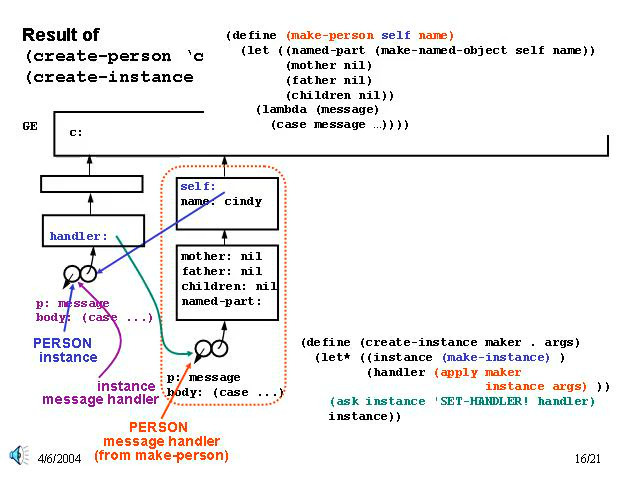 Result of
(create-person ‘c
(create-instance
(define (make-person self name)
(let ((named-part (make-named-object self name))
(mother nil)
(father nil)
(children nil))
(lambda (message)
(case message …))))
GE
c:
self:
name: cindy
handler:
mother: nil
father: nil
children: nil
named-part:
p: message
body: (case ...)
PERSON
instance
instance
message handler
p: message
body: (case ...)
PERSON
message handler
(from make-person)
(define (create-instance maker . args)
(let* ((instance (make-instance) )
(handler (apply maker
instance args) ))
(ask instance 'SET-HANDLER! handler)
instance))
4/6/2004
16/21